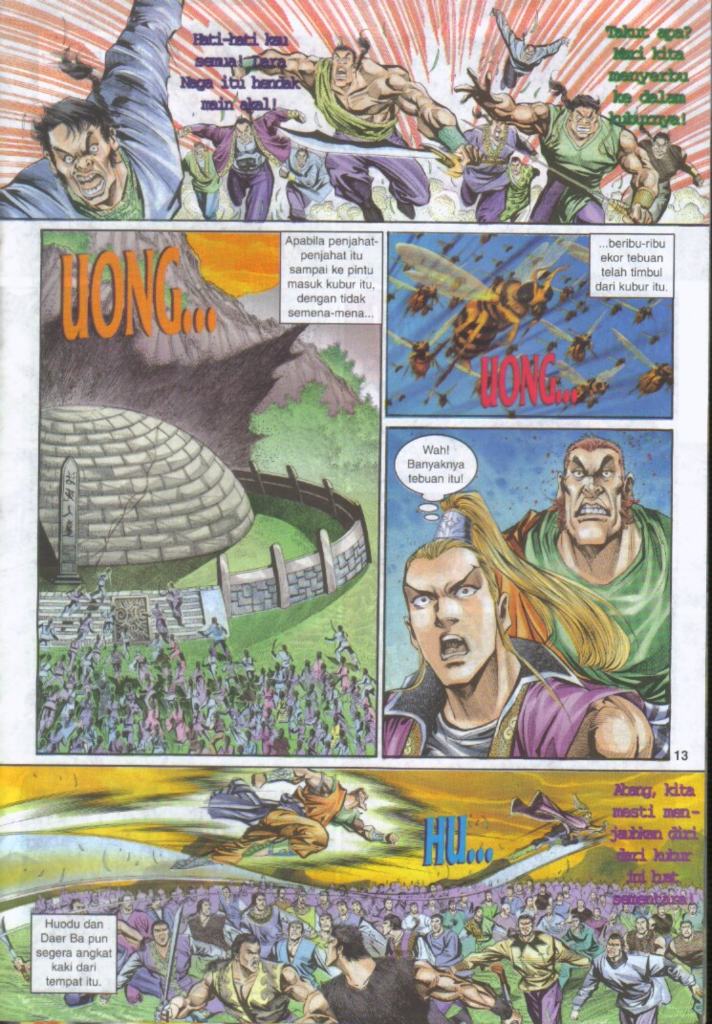 Hati-hati kau
semua! Dara
Naga itu handok
main akal!
Takut apa?
Mari kita
menyerbu
ke dalam
kuburnya!
UONG...
Apabila penjahat-
penjahat itu
sampai ke pintu
masuk kubur itu,
dengan tidak
semena-mena...
...beribu-ribu
ekor tebuan
telah timbul
dari kubur itu.
UONG...
Wah!
Banyaknya
tebuan itu!
13
HU...
Abang, kita
mesti men-
jauhkan diri
dari kubur
ini buat
sementara!
Huodu dan
Daer Ba pun
segera angkat
kaki dari
tempat itu.